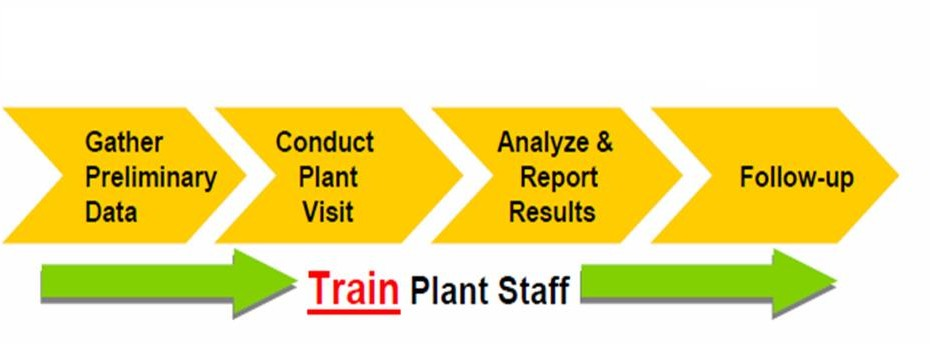 Gather
Preliminary
Data
Conduct
Plant
Visit
Analyze &
Report
Results
Follow-up
Train Plant Staff